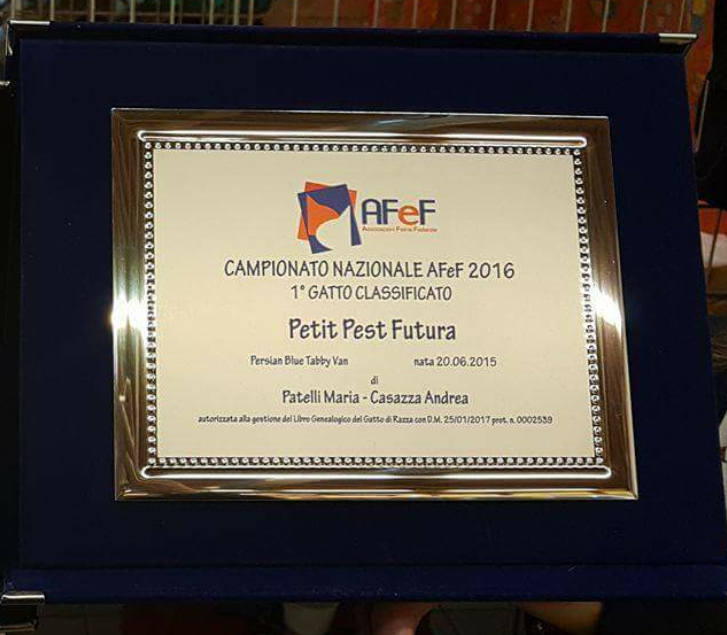 AFeF
Associazioni Feline Federate
CAMPIONATO NAZIONALE AFeF 2016
1° GATTO CLASSIFICATO
Petit Pest Futura
Persian Blue Tabby Van nata 20.06.2015
di
Patelli Maria - Casazza Andrea
autorizzata alla gestione del Libro Genealogico del Gatto di Razza con D.M. 25/01/2017 prot. n. 0002539